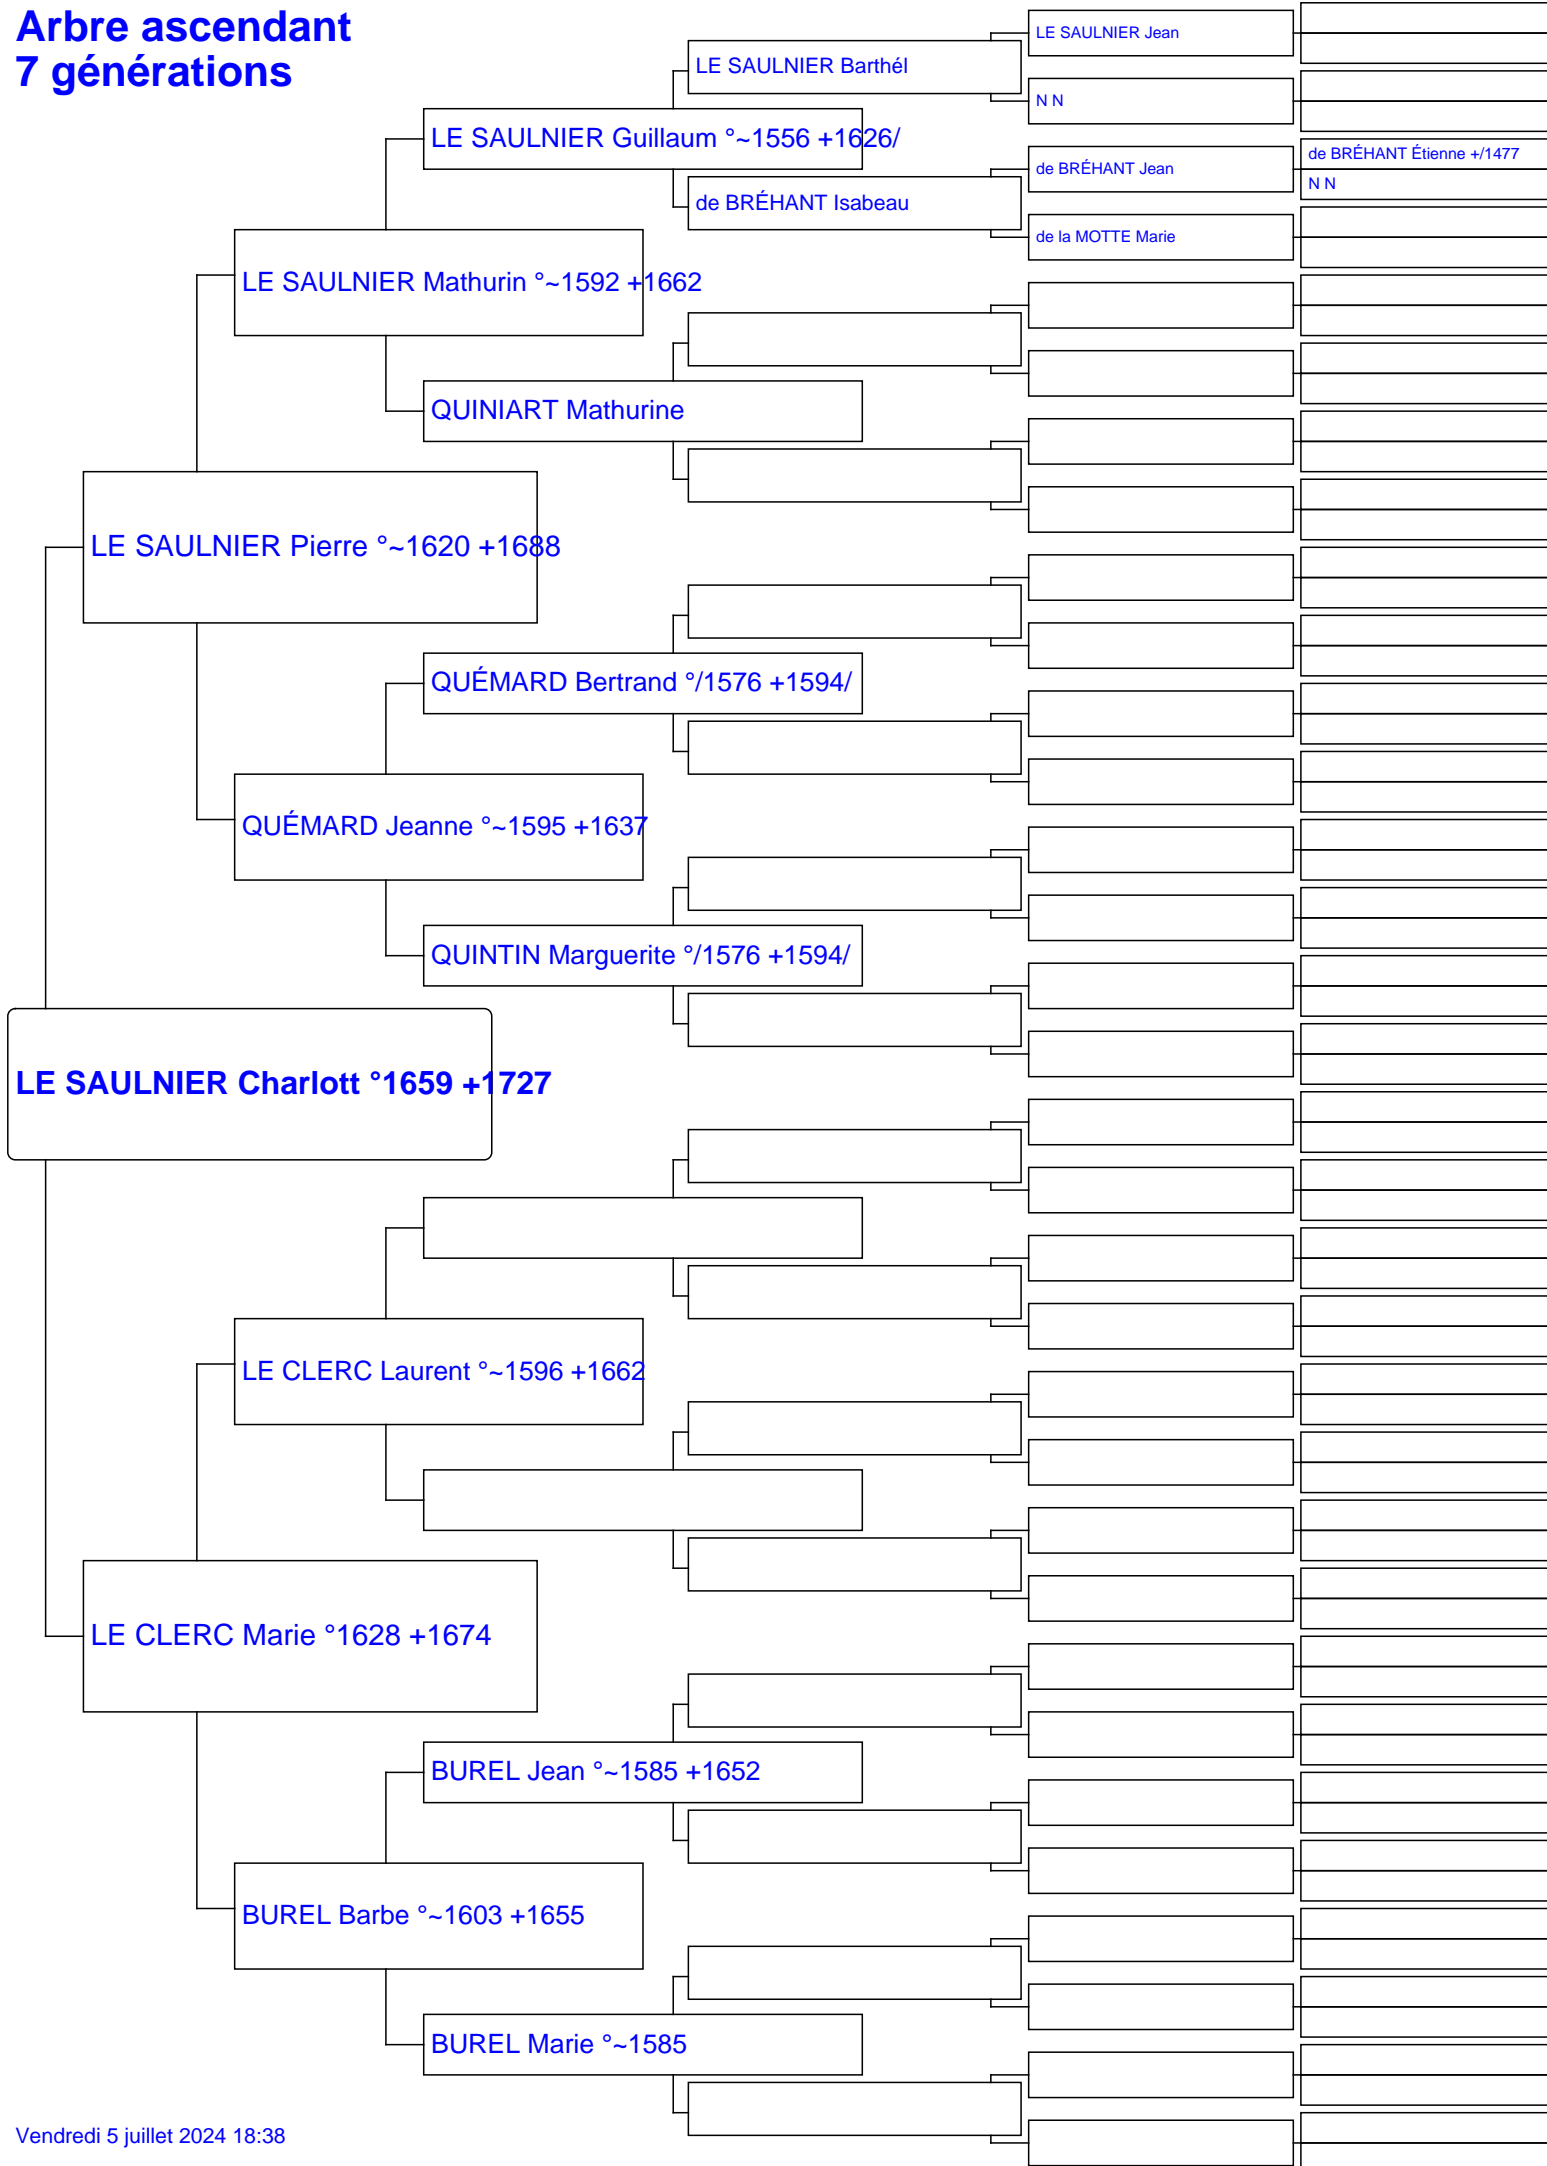 Arbre ascendant
7 générations
LE SAULNIER Jean
LE SAULNIER Barthél
N N
LE SAULNIER Guillaum °~1556 +1626/
de BRÉHANT Étienne +/1477
de BRÉHANT Jean
N N
de BRÉHANT Isabeau
de la MOTTE Marie
LE SAULNIER Mathurin °~1592 +1662
QUINIART Mathurine
LE SAULNIER Pierre °~1620 +1688
QUÉMARD Bertrand °/1576 +1594/
QUÉMARD Jeanne °~1595 +1637
QUINTIN Marguerite °/1576 +1594/
LE SAULNIER Charlott °1659 +1727
LE CLERC Laurent °~1596 +1662
LE CLERC Marie °1628 +1674
BUREL Jean °~1585 +1652
BUREL Barbe °~1603 +1655
BUREL Marie °~1585
Vendredi 5 juillet 2024 18:38